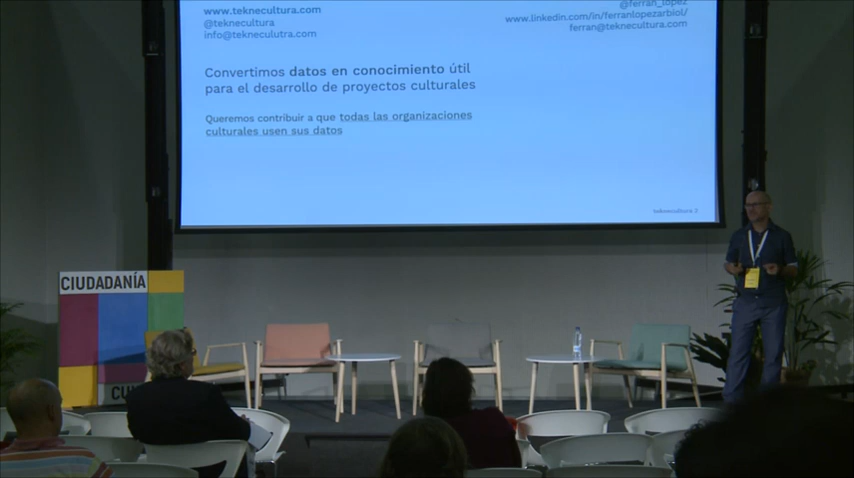 www.teknecultura.com
@teknecultura
info@tekneculutra.com
@ferran_lopez
www.linkedin.com/in/ferranlopezarbiol/
ferran@teknecultura.com
Convertimos datos en conocimiento útil
para el desarrollo de proyectos culturales
Queremos contribuir a que todas las organizaciones
culturales usen sus datos
teknecultura 3
CIUDADANÍA
CU